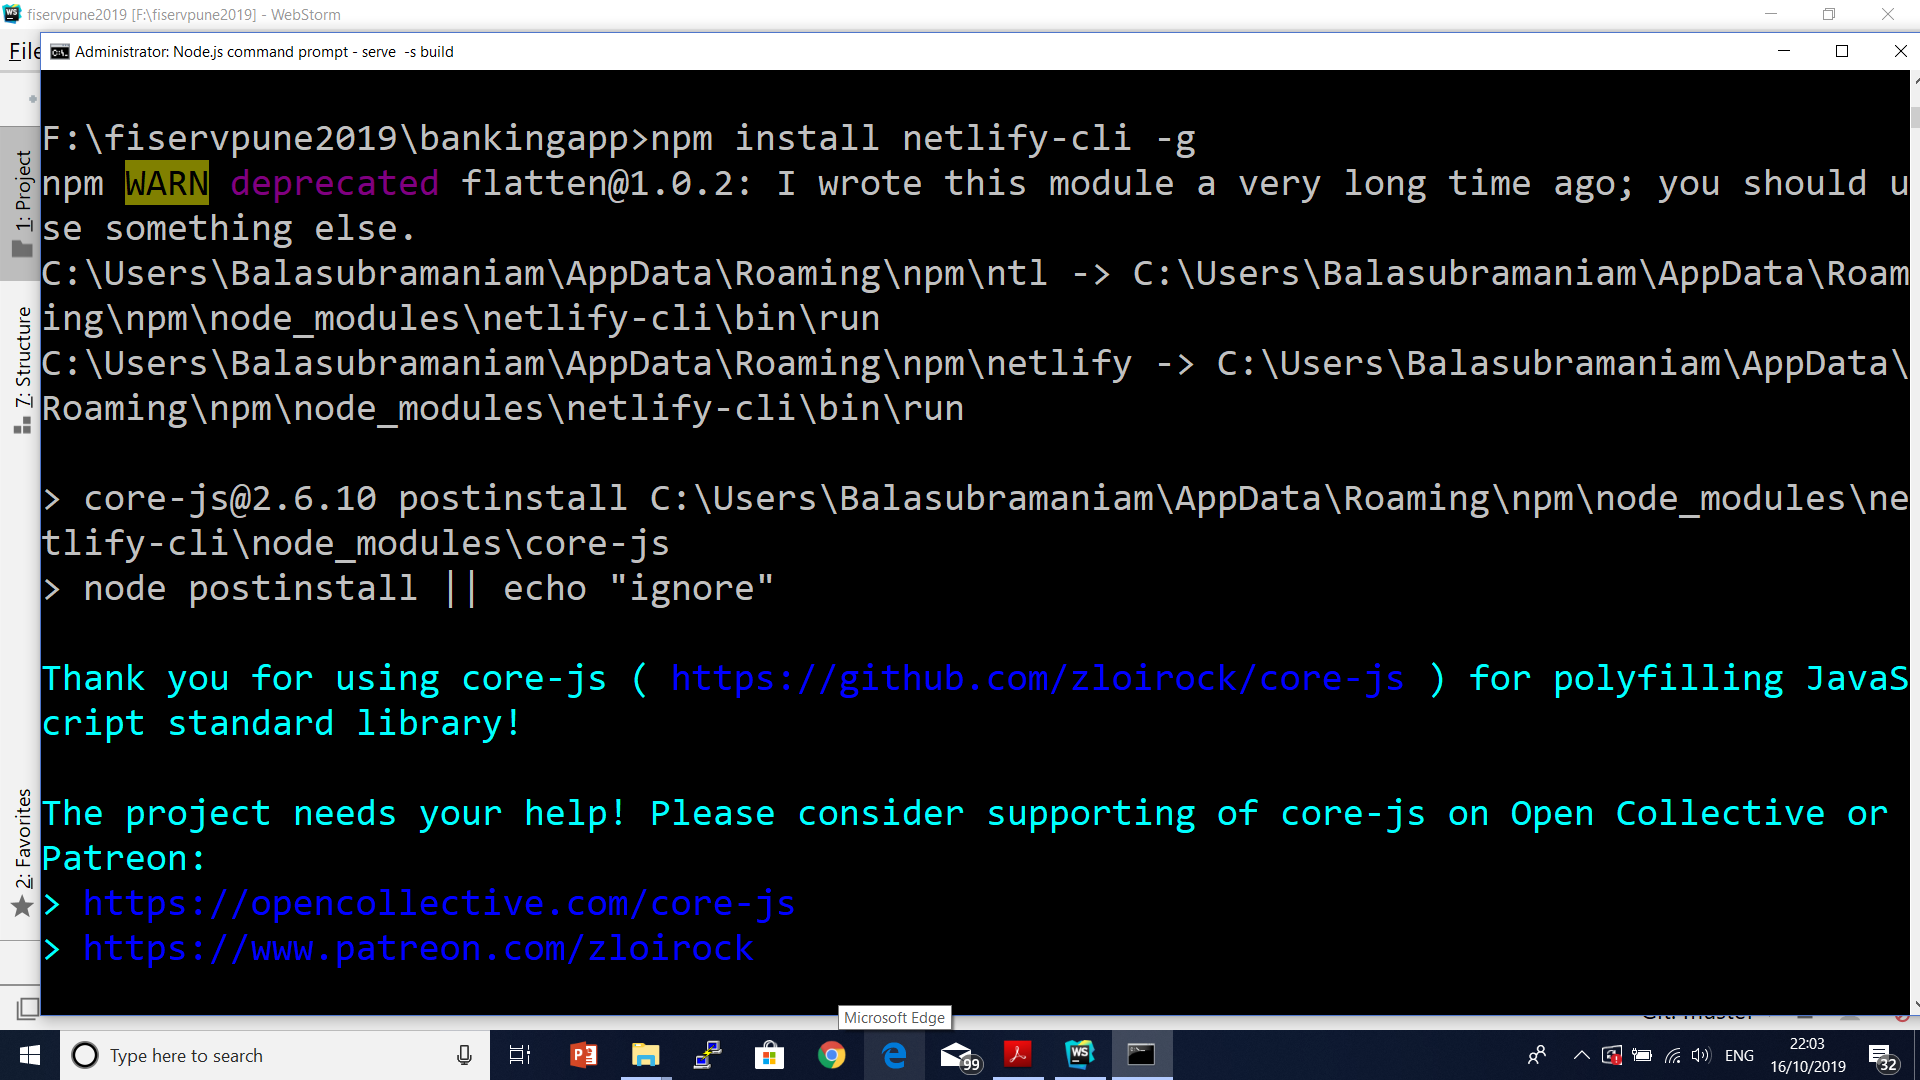 fiservpune2019 [F:\fiservpune2019] - WebStorm
File
Administrator: Node.js command prompt - serve -s build
1: Project
7: Structure
2: Favorites
F:\fiservpune2019\bankingapp>npm install netlify-cli -g
npm WARN deprecated flatten@1.0.2: I wrote this module a very long time ago; you should u
se something else.
C:\Users\Balasubramaniam\AppData\Roaming\npm\ntl -> C:\Users\Balasubramaniam\AppData\Roam
ing\npm\node_modules\netlify-cli\bin\run
C:\Users\Balasubramaniam\AppData\Roaming\npm\netlify -> C:\Users\Balasubramaniam\AppData\
Roaming\npm\node_modules\netlify-cli\bin\run
> core-js@2.6.10 postinstall C:\Users\Balasubramaniam\AppData\Roaming\npm\node_modules\ne
tlify-cli\node_modules\core-js
> node postinstall || echo "ignore"
Thank you for using core-js ( https://github.com/zloirock/core-js ) for polyfilling JavaS
cript standard library!
The project needs your help! Please consider supporting of core-js on Open Collective or
Patreon:
> https://opencollective.com/core-js
> https://www.patreon.com/zloirock
Microsoft Edge
Type here to search
99
ENG
22:03
16/10/2019
32